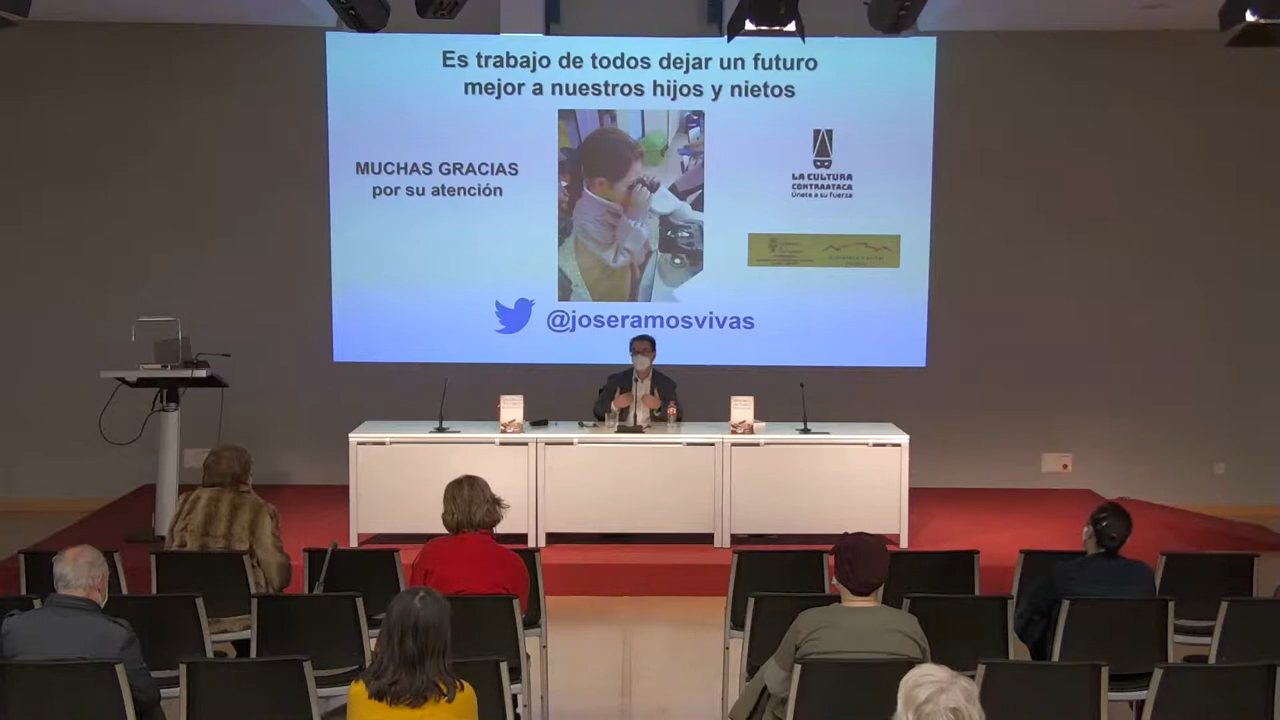 Es trabajo de todos dejar un futuro
mejor a nuestros hijos y nietos
MUCHAS GRACIAS
por su atención
LA CULTURA
CONTRAATACA
Únete a su fuerza
@joseramosvivas